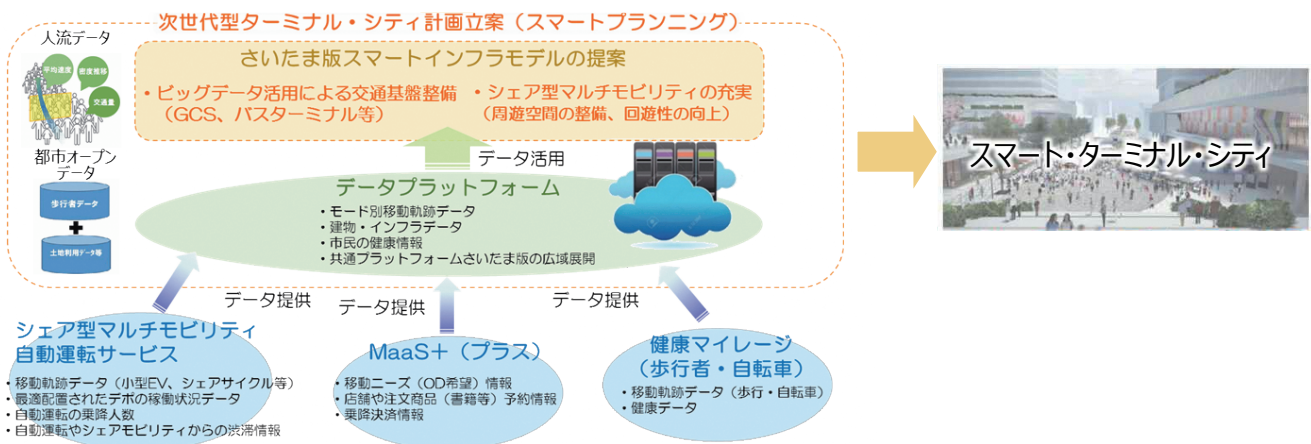 次世代型ターミナル・シティ計画立案（スマートプランニング）
人流データ
平均速度
密度推移
交通量
さいたま版スマートインフラモデルの提案
・ビッグデータ活用による交通基盤整備
（GCS、バスターミナル等）
・シェア型マルチモビリティの充実
（周遊空間の整備、回遊性の向上）
データ活用
都市オープン
データ
歩行者データ
+
土地利用データ等
データプラットフォーム
・モード別移動軌跡データ
・建物・インフラデータ
・市民の健康情報
・共通プラットフォームさいたま版の広域展開
データ提供
データ提供
データ提供
シェア型マルチモビリティ
自動運転サービス
・移動軌跡データ（小型EV、シェアサイクル等）
・最適配置されたデポの稼働状況データ
・自動運転の乗降人数
・自動運転やシェアモビリティからの渋滞情報
MaaS＋（プラス）
・移動ニーズ（OD希望）情報
・店舗や注文商品（書籍等）予約情報
・乗降決済情報
健康マイレージ
（歩行者・自転車）
・移動軌跡データ（歩行・自転車）
・健康データ
スマート・ターミナル・シティ